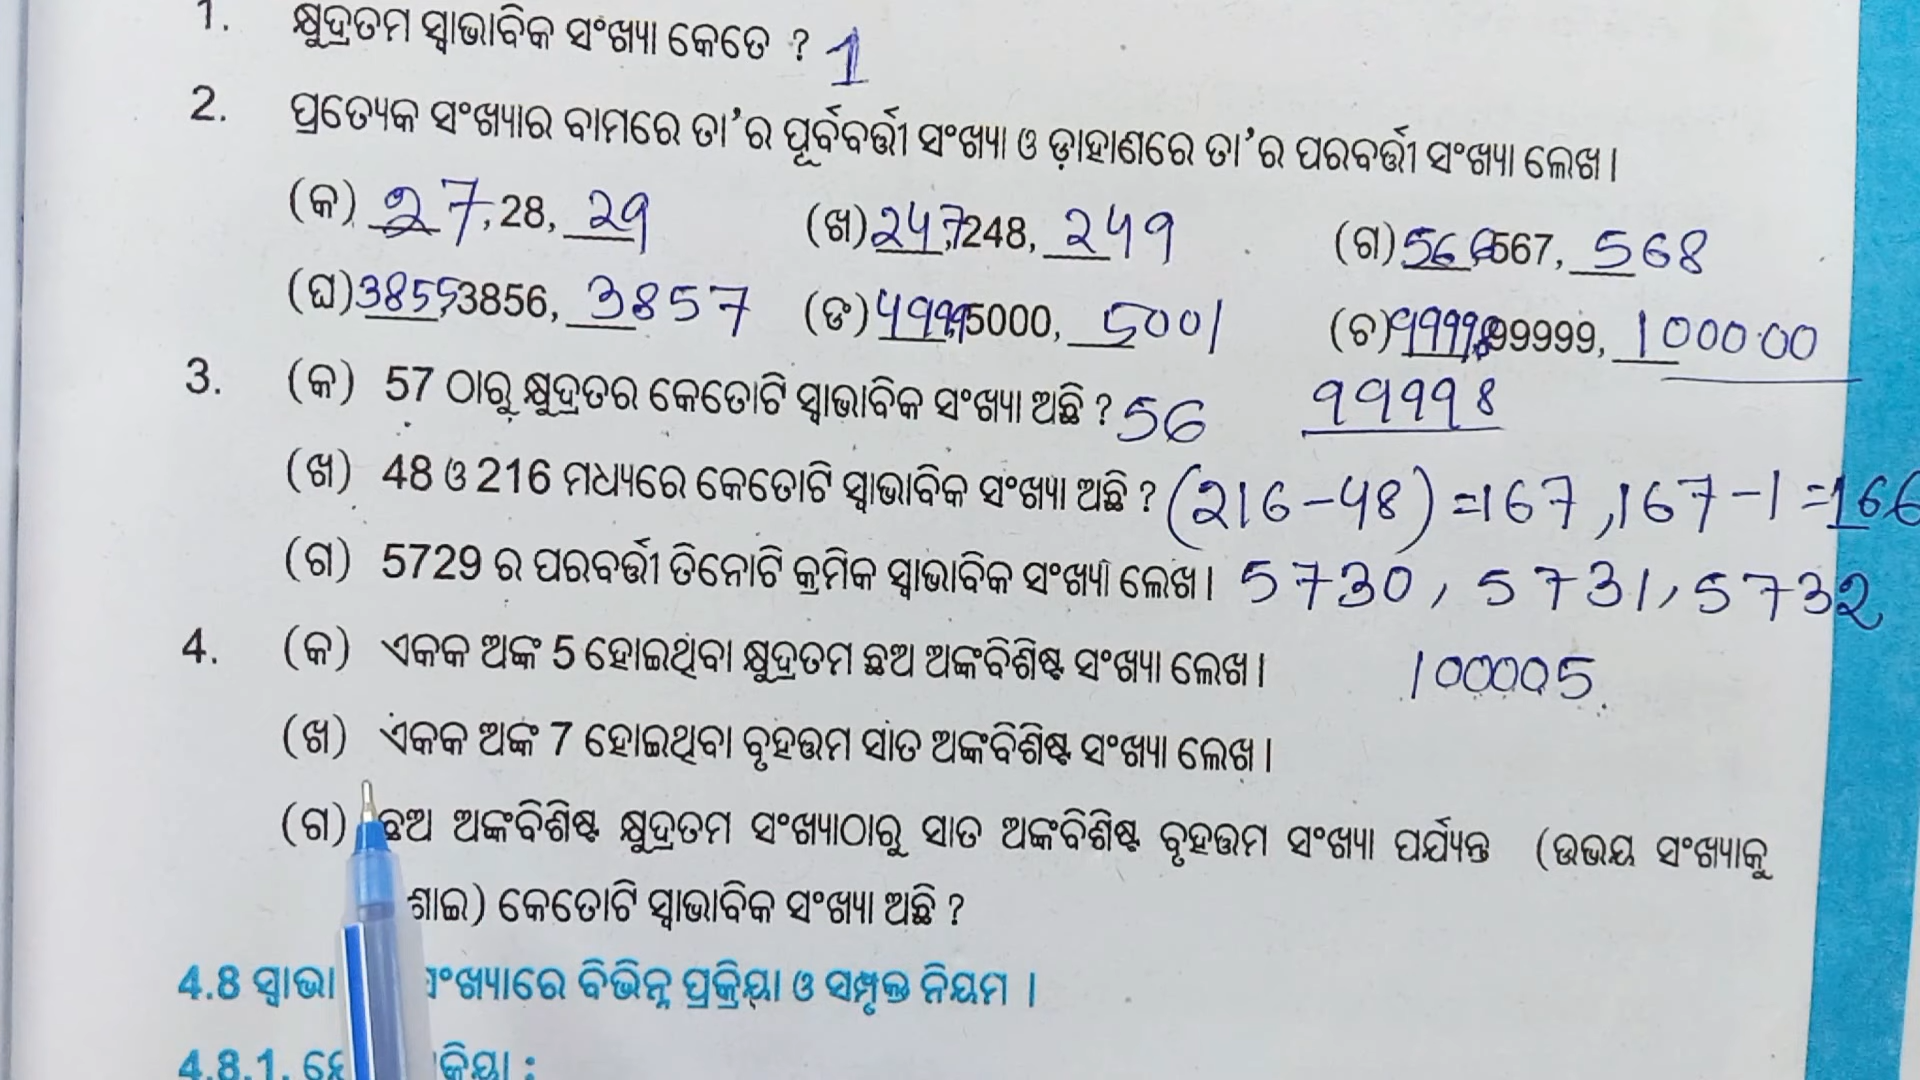 1. କ୍ଷୁଦ୍ରତମ ସ୍ୱାଭାବିକ ସଂଖ୍ୟା କେତେ ? 1
2. ପ୍ରତ୍ୟେକ ସଂଖ୍ୟାର ବାମରେ ତା'ର ପୂର୍ବବର୍ତ୍ତୀ ସଂଖ୍ୟା ଓ ଡ଼ାହାଣରେ ତା'ର ପରବର୍ତ୍ତୀ ସଂଖ୍ୟା ଲେଖ ।
(କ) 27, 28, 29 (ଖ) 247, 248, 249 (ଗ) 566, 567, 568
(ଘ) 3855, 3856, 3857 (ଙ) 4999, 5000, 5001 (ଚ) 99998, 99999, 100000
99998
3. (କ) 57 ଠାରୁ କ୍ଷୁଦ୍ରତର କେତୋଟି ସ୍ୱାଭାବିକ ସଂଖ୍ୟା ଅଛି ? 56
(ଖ) 48 ଓ 216 ମଧ୍ୟରେ କେତୋଟି ସ୍ୱାଭାବିକ ସଂଖ୍ୟା ଅଛି ? (216-48) =167, 167-1=166
(ଗ) 5729 ର ପରବର୍ତ୍ତୀ ତିନୋଟି କ୍ରମିକ ସ୍ୱାଭାବିକ ସଂଖ୍ୟା ଲେଖ । 5730, 5731, 5732
4. (କ) ଏକକ ଅଙ୍କ 5 ହୋଇଥିବା କ୍ଷୁଦ୍ରତମ ଛଅ ଅଙ୍କବିଶିଷ୍ଟ ସଂଖ୍ୟା ଲେଖ । 100005
(ଖ) ଏକକ ଅଙ୍କ 7 ହୋଇଥିବା ବୃହତ୍ତମ ସାତ ଅଙ୍କବିଶିଷ୍ଟ ସଂଖ୍ୟା ଲେଖ ।
(ଗ) ଛଅ ଅଙ୍କବିଶିଷ୍ଟ କ୍ଷୁଦ୍ରତମ ସଂଖ୍ୟାଠାରୁ ସାତ ଅଙ୍କବିଶିଷ୍ଟ ବୃହତ୍ତମ ସଂଖ୍ୟା ପର୍ଯ୍ୟନ୍ତ (ଉଭୟ ସଂଖ୍ୟାକୁ
କେତୋଟି ସ୍ୱାଭାବିକ ସଂଖ୍ୟା ଅଛି ?
4.8 ବିଭିନ୍ନ ପ୍ରକ୍ରିୟା ଓ ସମ୍ପୃକ୍ତ ନିୟମ ।
4.8.1.